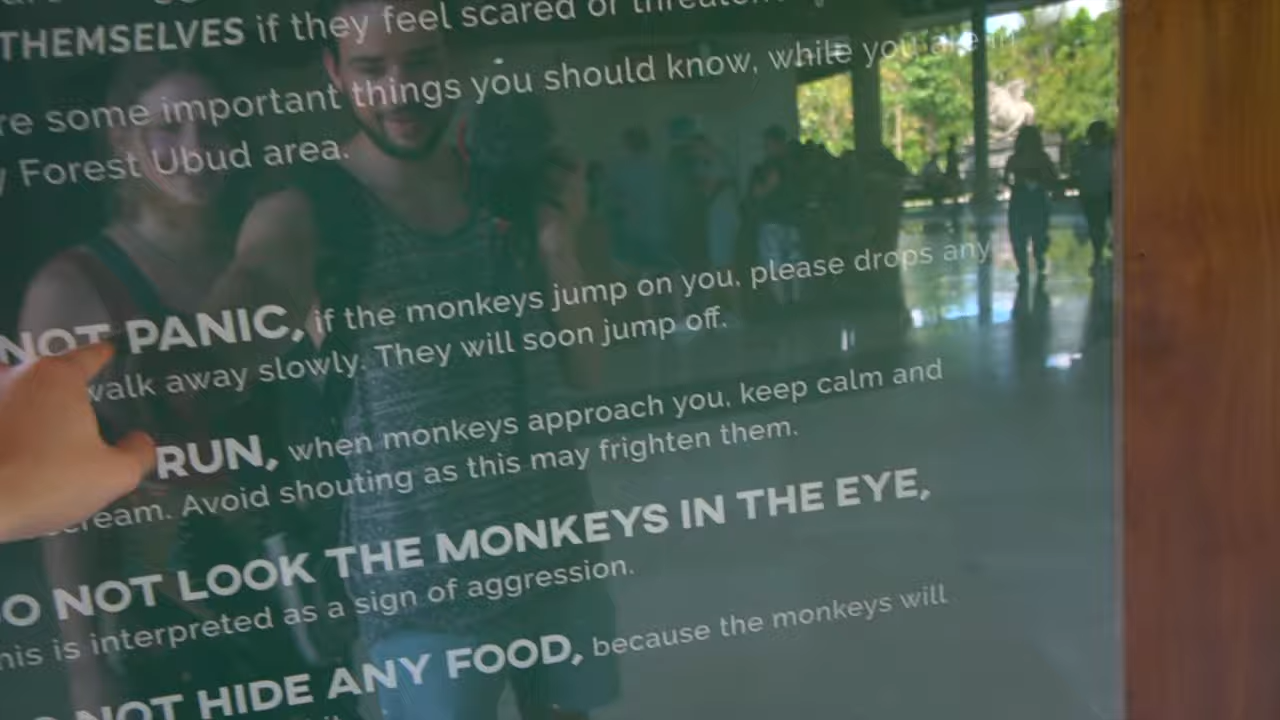 THEMSELVES if they feel scared or
some important things you should know, while you are in
Forest Ubud area.
NOT PANIC, if the monkeys jump on you, please drops any
walk away slowly. They will soon jump off.
RUN, when monkeys approach you, keep calm and
Avoid shouting as this may frighten them.
NOT LOOK THE MONKEYS IN THE EYE,
is interpreted as a sign of aggression.
NOT HIDE ANY FOOD, because the monkeys will